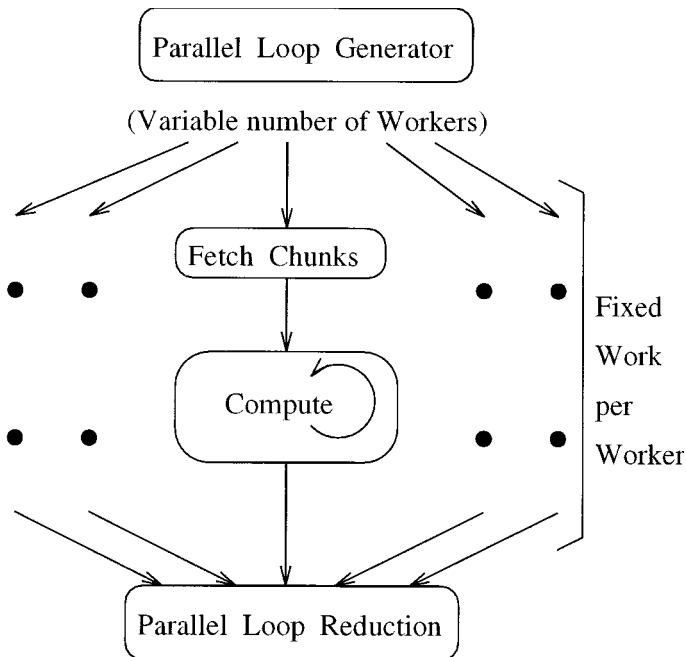 Parallel Loop Generator
(Variable number of Workers)
Fetch Chunks
Compute
Fixed
Work
per
Worker
Parallel Loop Reduction